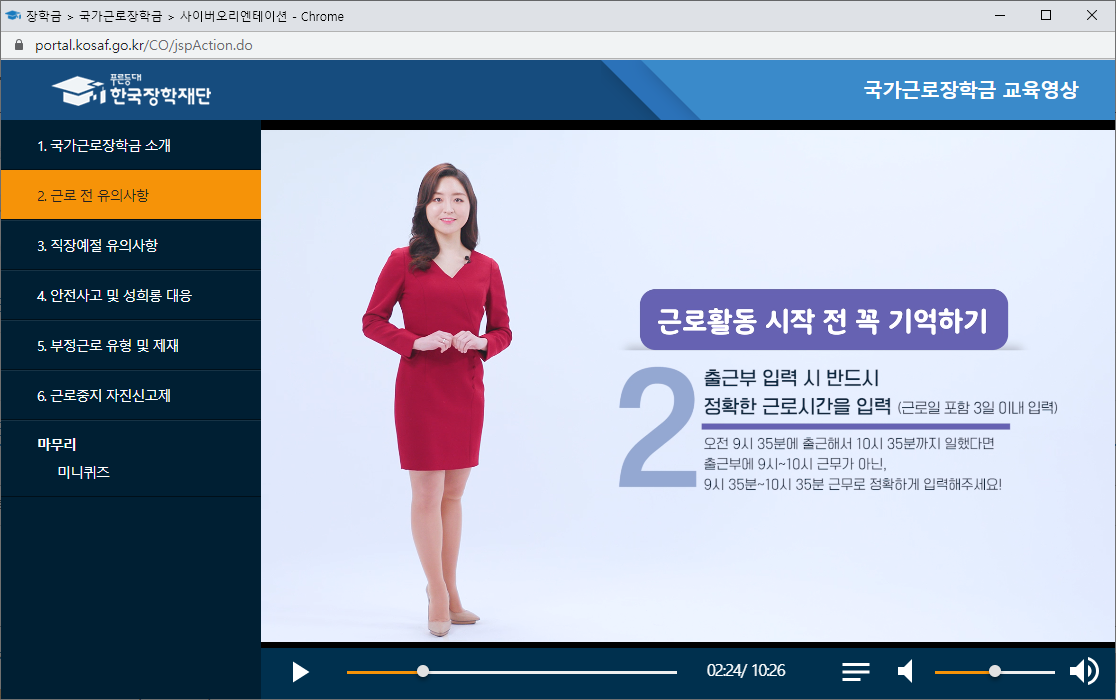 장학금 > 국가근로장학금 > 사이버오리엔테이션 - Chrome
portal.kosaf.go.kr/CO/jspAction.do
푸른등대
한국장학재단
국가근로장학금 교육영상
1. 국가근로장학금 소개
2. 근로 전 유의사항
3. 직장예절 유의사항
4. 안전사고 및 성희롱 대응
5. 부정근로 유형 및 제재
6. 근로중지 자진신고제
마무리
미니퀴즈
근로활동 시작 전 꼭 기억하기
2
출근부 입력 시 반드시
정확한 근로시간을 입력 (근로일 포함 3일 이내 입력)
오전 9시 35분에 출근해서 10시 35분까지 일했다면
출근부에 9시~10시 근무가 아닌,
9시 35분~10시 35분 근무로 정확하게 입력해주세요!
02:24/ 10:26